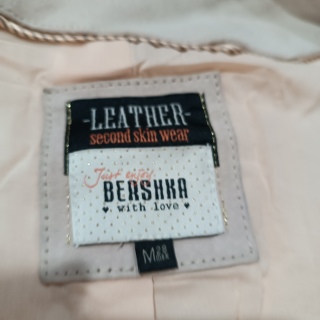 -LEATHER-
second skin wear
Just enjoy
BERSHKA
♥ with love ♥
M